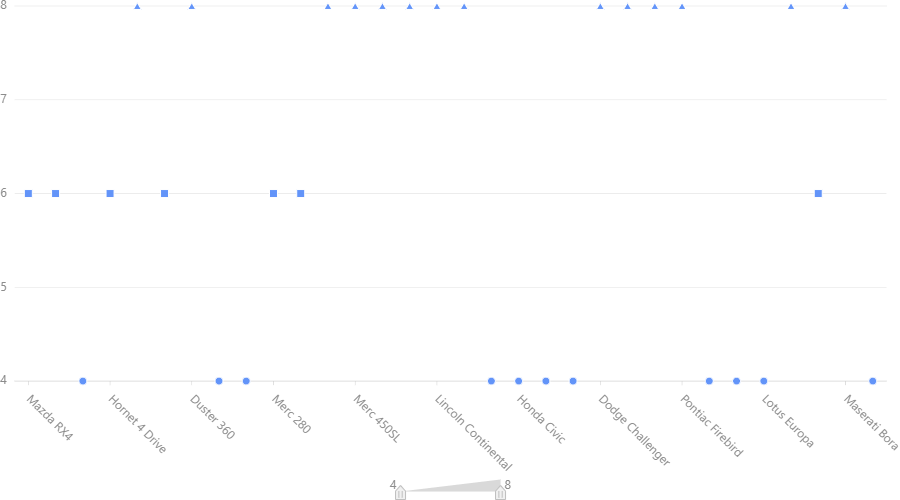 8
7
6
5
4
Mazda RX4
Hornet 4 Drive
Duster 360
Merc 280
Merc 450SL
Lincoln Continental
Honda Civic
Dodge Challenger
Pontiac Firebird
Lotus Europa
Maserati Bora
4
8